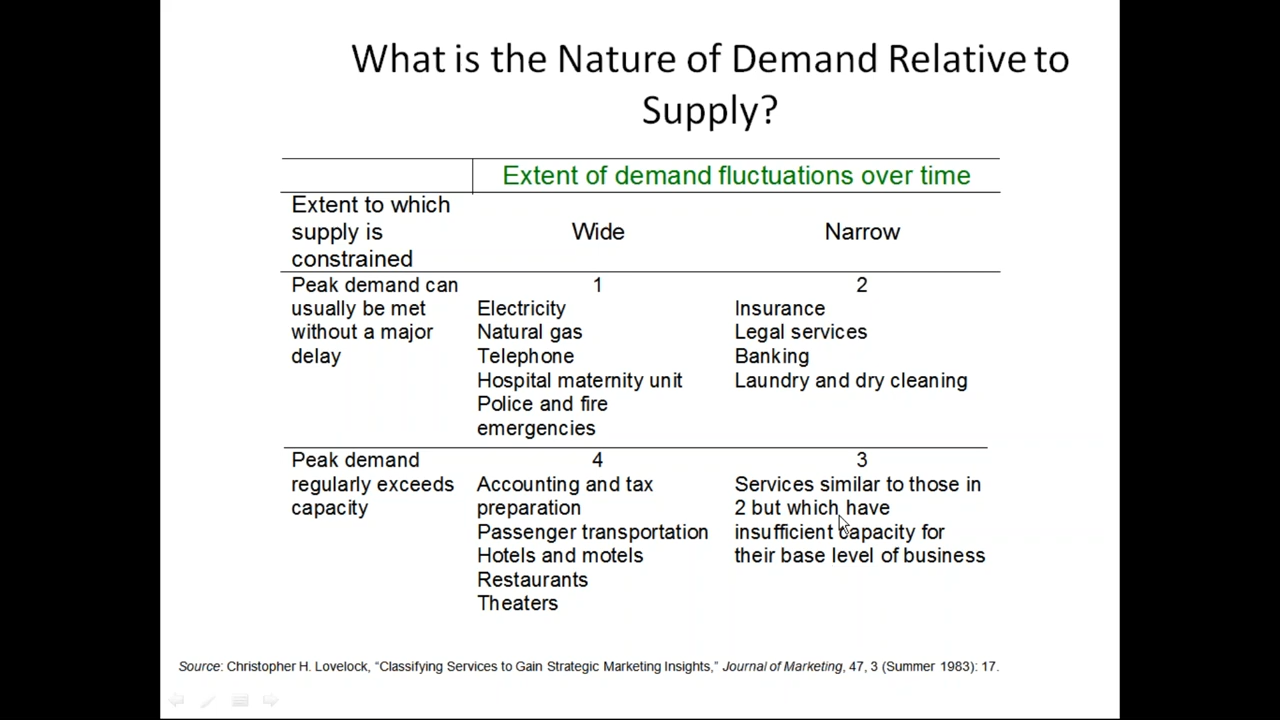 What is the Nature of Demand Relative to
Supply?
Extent of demand fluctuations over time
Extent to which
supply is
constrained
Wide
Narrow
Peak demand can
usually be met
without a major
delay
1
Electricity
Natural gas
Telephone
Hospital maternity unit
Police and fire
emergencies
2
Insurance
Legal services
Banking
Laundry and dry cleaning
Peak demand
regularly exceeds
capacity
4
Accounting and tax
preparation
Passenger transportation
Hotels and motels
Restaurants
Theaters
3
Services similar to those in
2 but which have
insufficient capacity for
their base level of business
Source: Christopher H. Lovelock, “Classifying Services to Gain Strategic Marketing Insights,” Journal of Marketing, 47, 3 (Summer 1983): 17.